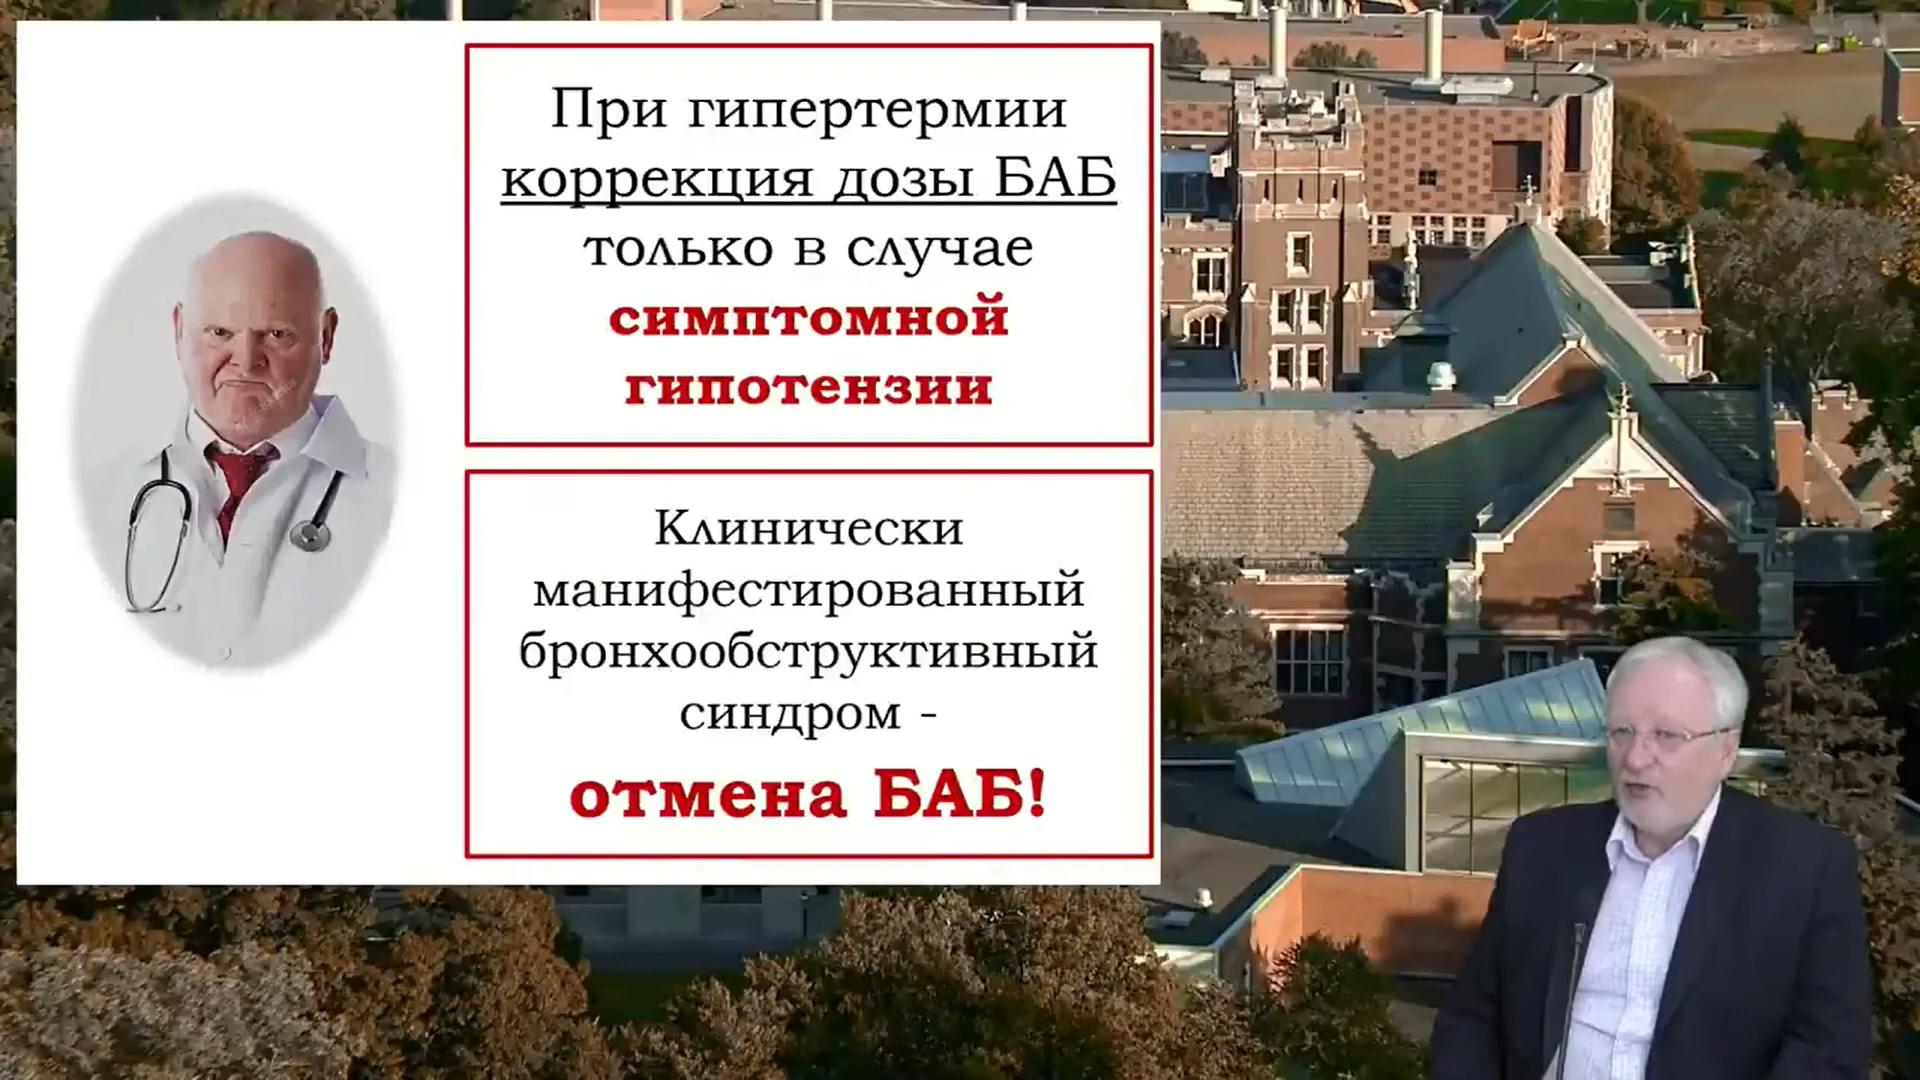 При гипертермии
коррекция дозы БАБ
только в случае
симптомной
гипотензии
Клинически
манифестированный
бронхообструктивный
синдром -
отмена БАБ!